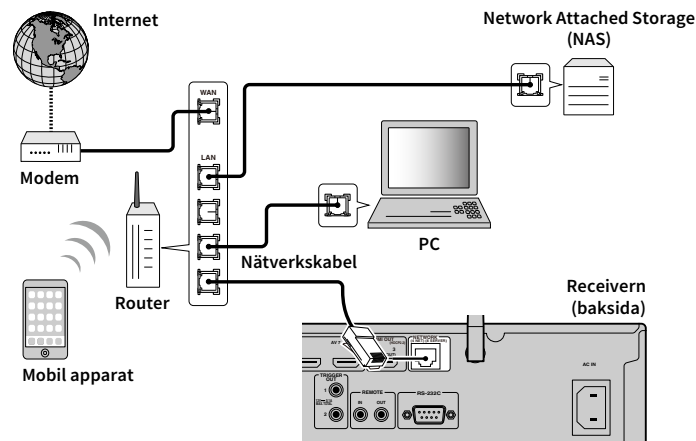 Internet
Network Attached Storage
(NAS)
WAN
LAN
Modem
PC
Nätverkskabel
Router
Mobil apparat
Receivern
(baksida)
NETWORK
AC IN
TRIGGER
OUT
1
2
REMOTE
IN
OUT
RS-232C